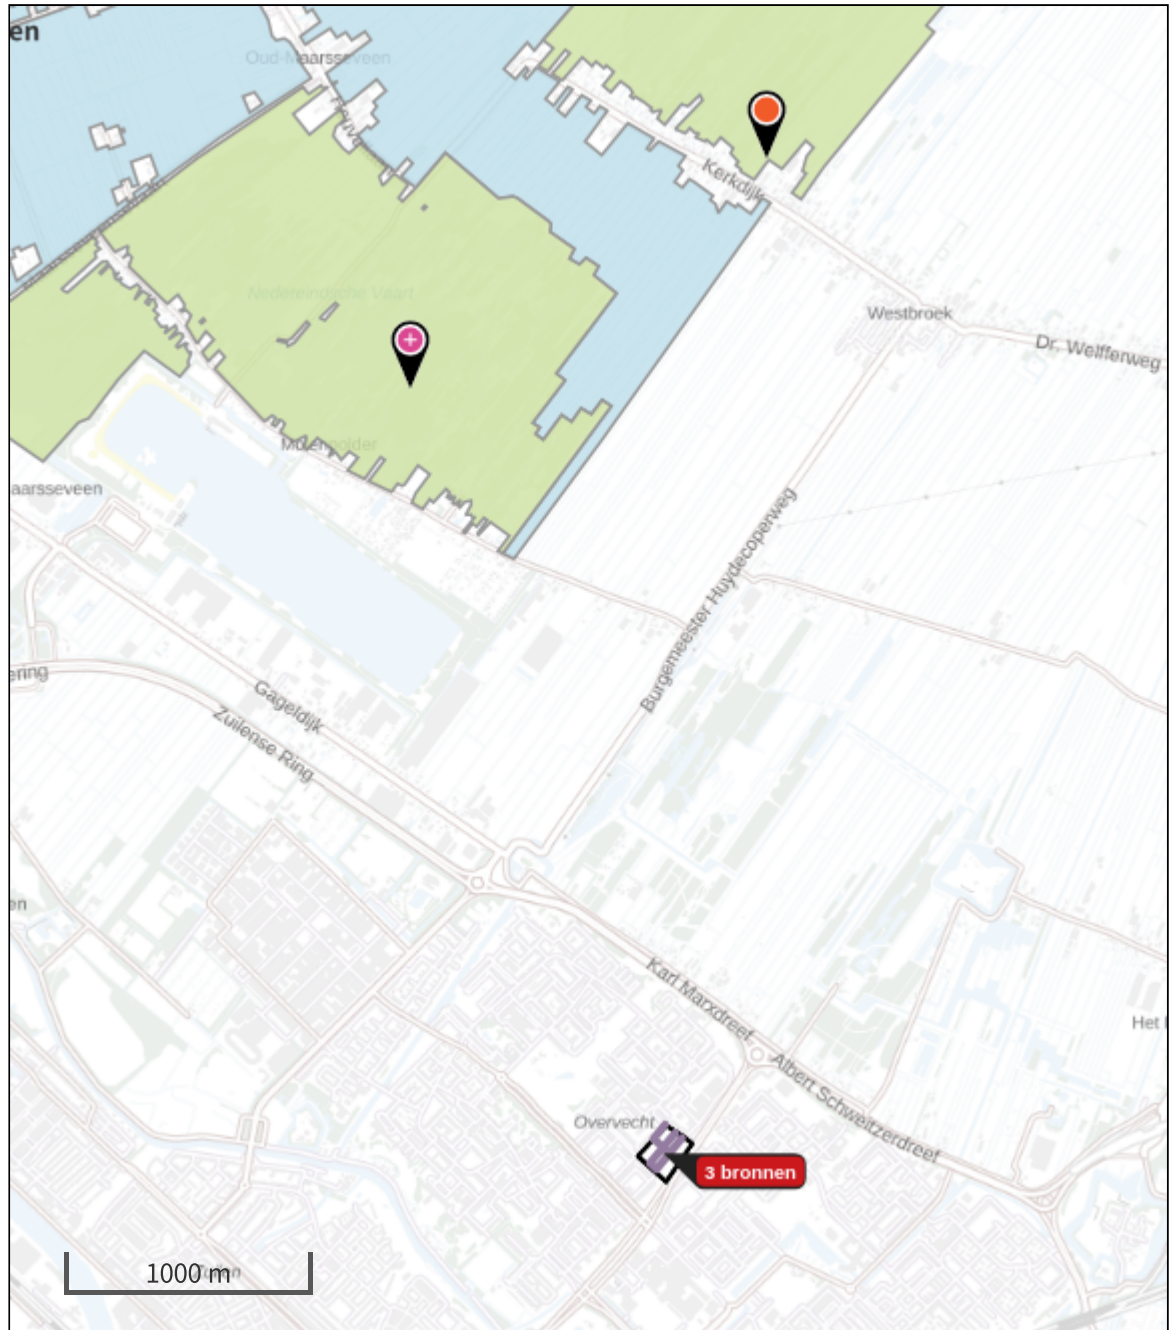 en
Oud-Maarsseveen
Kerkdijk
Westbroek
Nedereindsche Vaart
Dr. Welfferweg
Molenpolder
aarsseveen
Burgemeester Huydecoperweg
ering
Gageldijk
Zuilense Ring
en
Karl Marxdreef
Het
Albert Schweitzerdreef
Overvecht
3 bronnen
1000 m